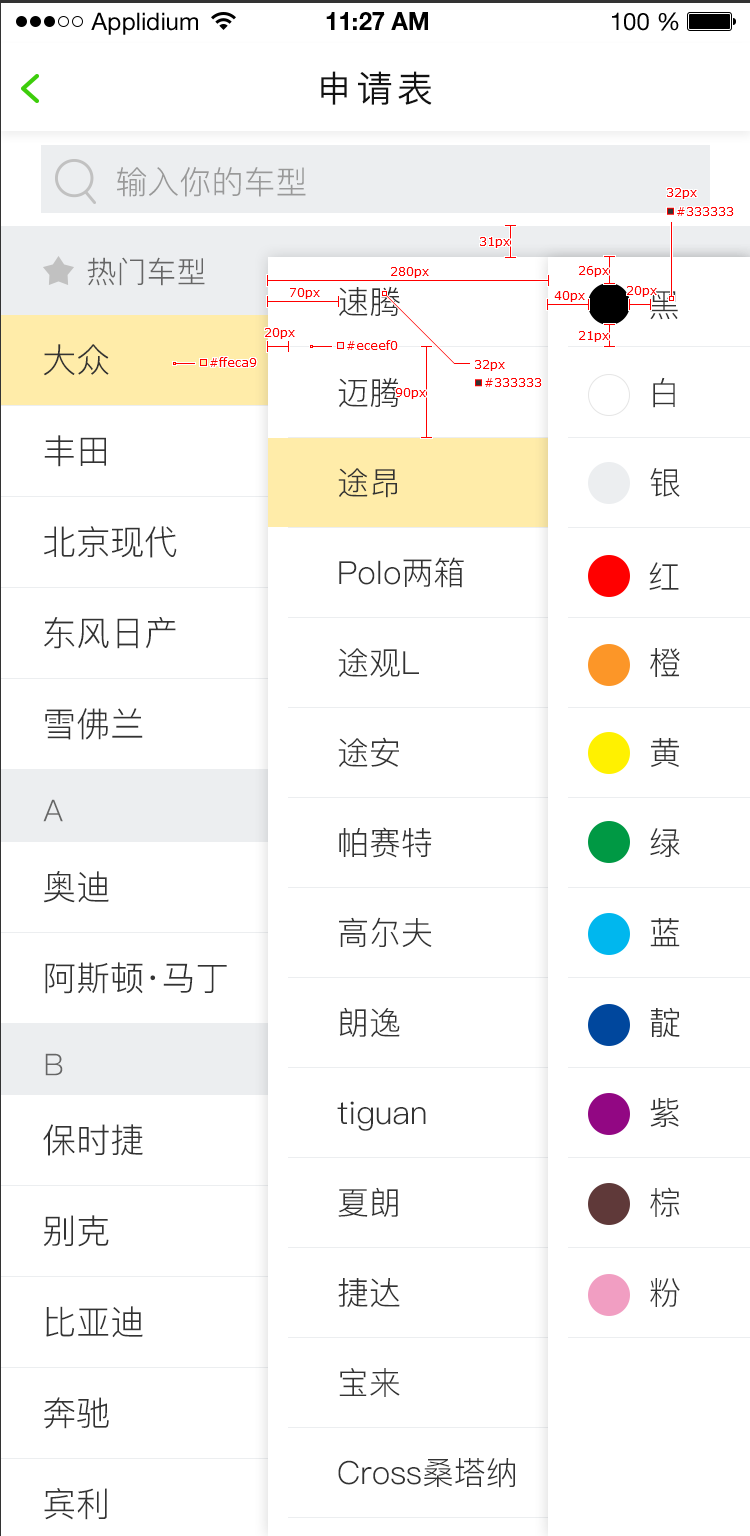 Applidium 11:27 AM 100 %
申请表
输入你的车型
32px
#333333
31px
热门车型
280px
26px
70px
速腾
40px
20px
黑
20px
#eceef0
21px
大众
#ffeca9
32px
#333333
迈腾
90px
白
丰田
途昂
银
北京现代
Polo两箱
红
东风日产
途观L
橙
雪佛兰
途安
黄
A
帕赛特
绿
奥迪
高尔夫
蓝
阿斯顿·马丁
朗逸
靛
B
tiguan
紫
保时捷
夏朗
棕
别克
捷达
粉
比亚迪
宝来
奔驰
Cross桑塔纳
宾利